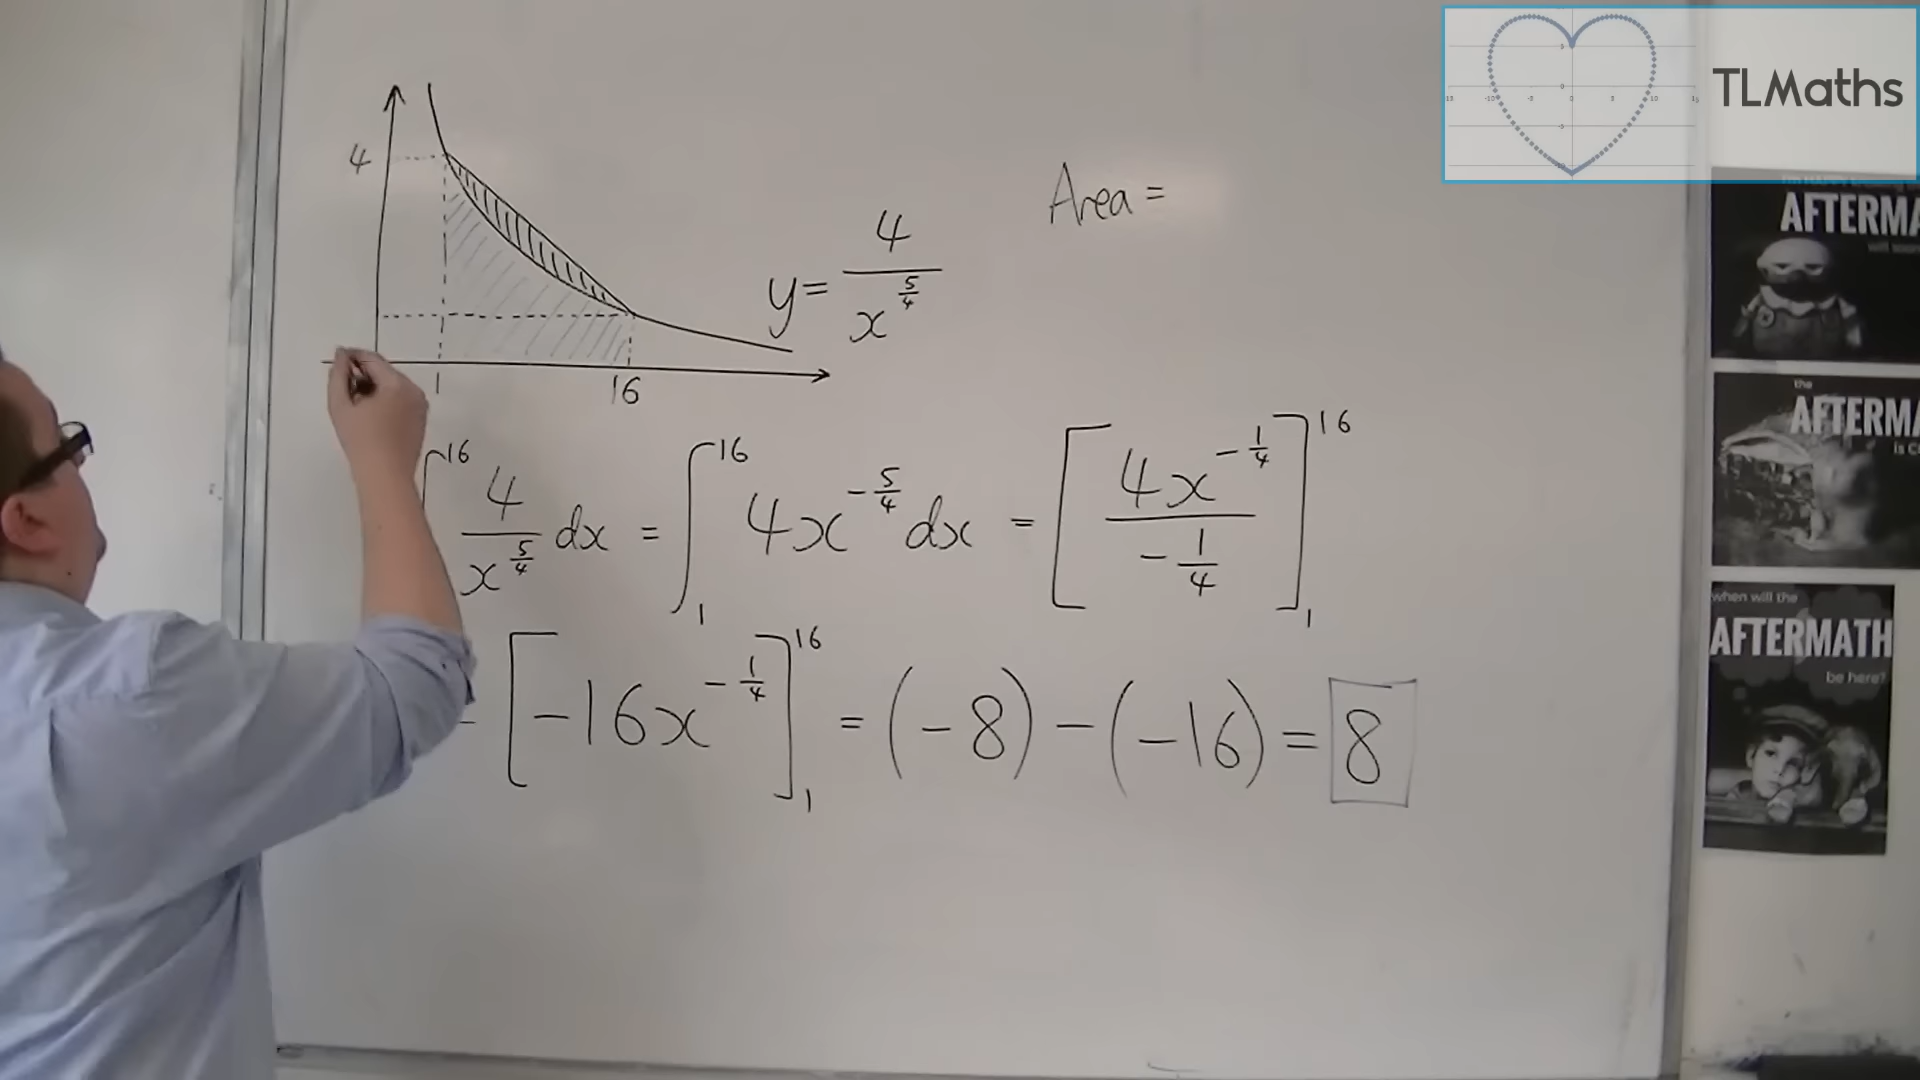 TLMaths
4
y = 4/x^(5/4)
Area =
1 16
∫₁¹⁶ 4/x^(5/4) dx = ∫₁¹⁶ 4x^(-5/4) dx = [4x^(-1/4)/(-1/4)]₁¹⁶
[-16x^(-1/4)]₁¹⁶ = (-8) - (-16) = 8
AFTERMA
the
AFTERMA
is c
when will the
AFTERMATH
be here?